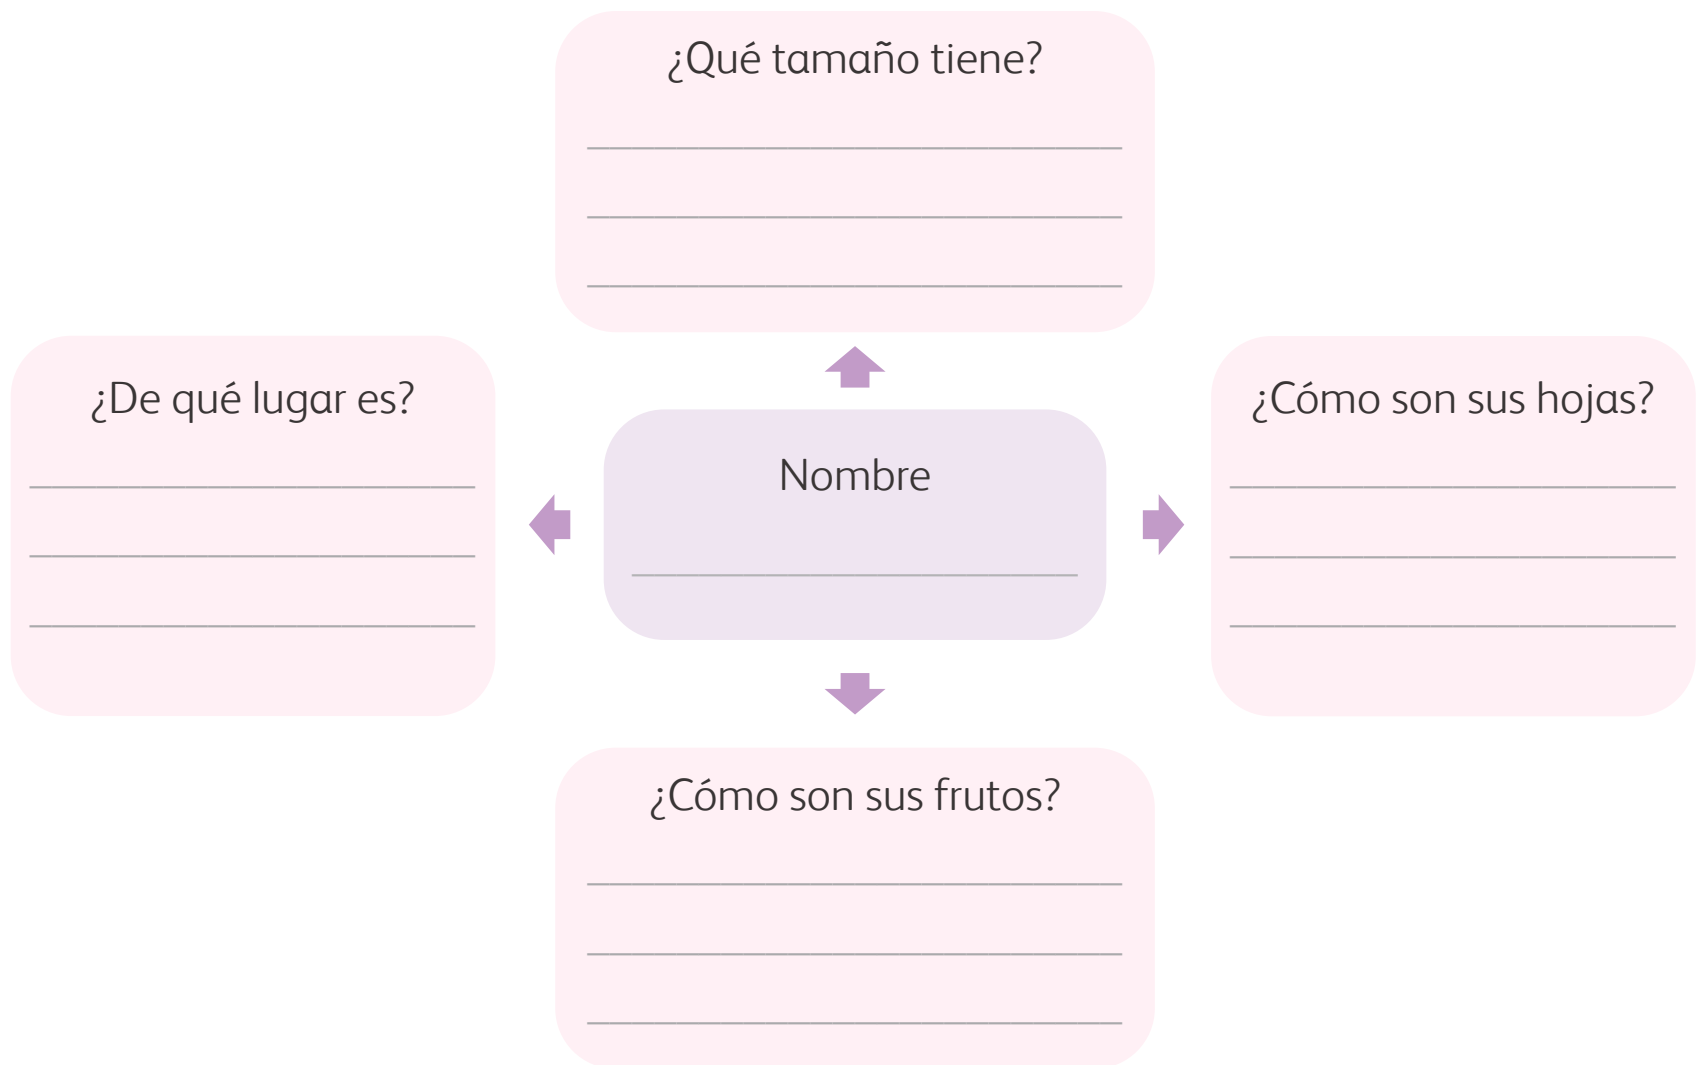 ¿Qué tamaño tiene?
¿De qué lugar es?
¿Cómo son sus hojas?
Nombre
¿Cómo son sus frutos?